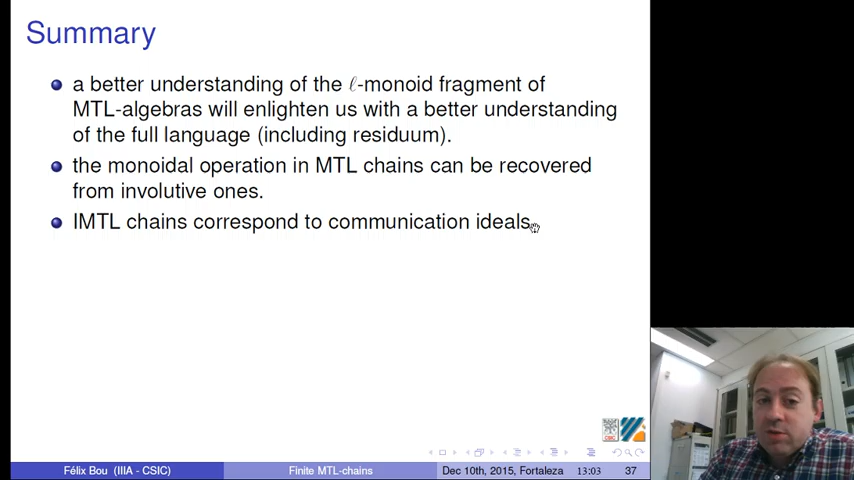 Summary
a better understanding of the ℓ-monoid fragment of
MTL-algebras will enlighten us with a better understanding
of the full language (including residuum).
the monoidal operation in MTL chains can be recovered
from involutive ones.
IMTL chains correspond to communication ideals.
CSIC
Félix Bou (IIIA - CSIC) Finite MTL-chains Dec 10th, 2015, Fortaleza 13:03 37